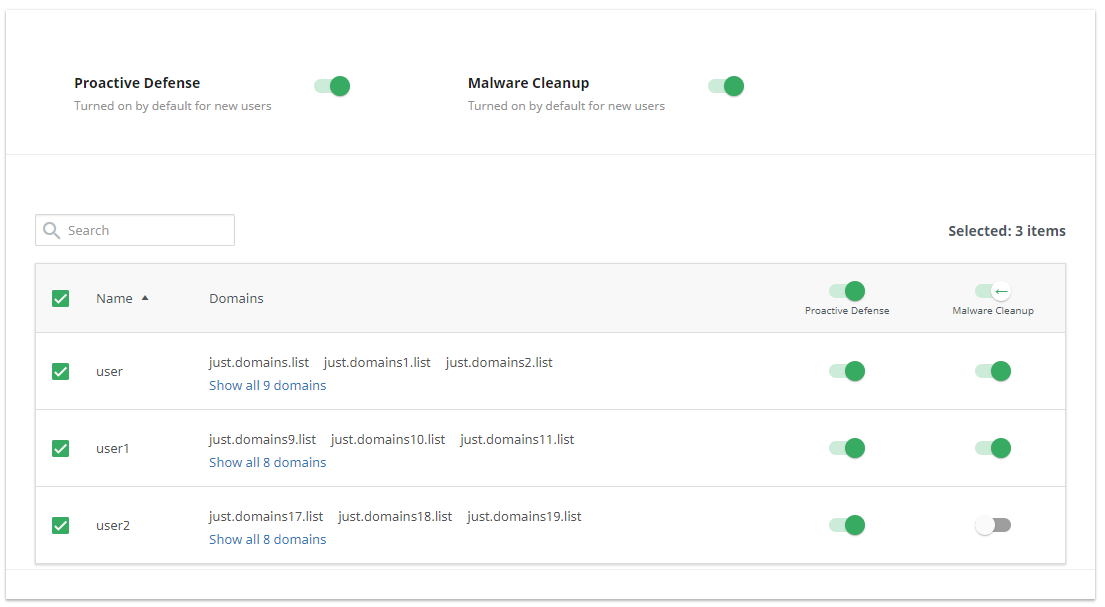 Proactive Defense
Turned on by default for new users
Malware Cleanup
Turned on by default for new users
Search
Selected: 3 items
Name Domains Proactive Defense Malware Cleanup
user just.domains.list just.domains1.list just.domains2.list
Show all 9 domains
user1 just.domains9.list just.domains10.list just.domains11.list
Show all 8 domains
user2 just.domains17.list just.domains18.list just.domains19.list
Show all 8 domains